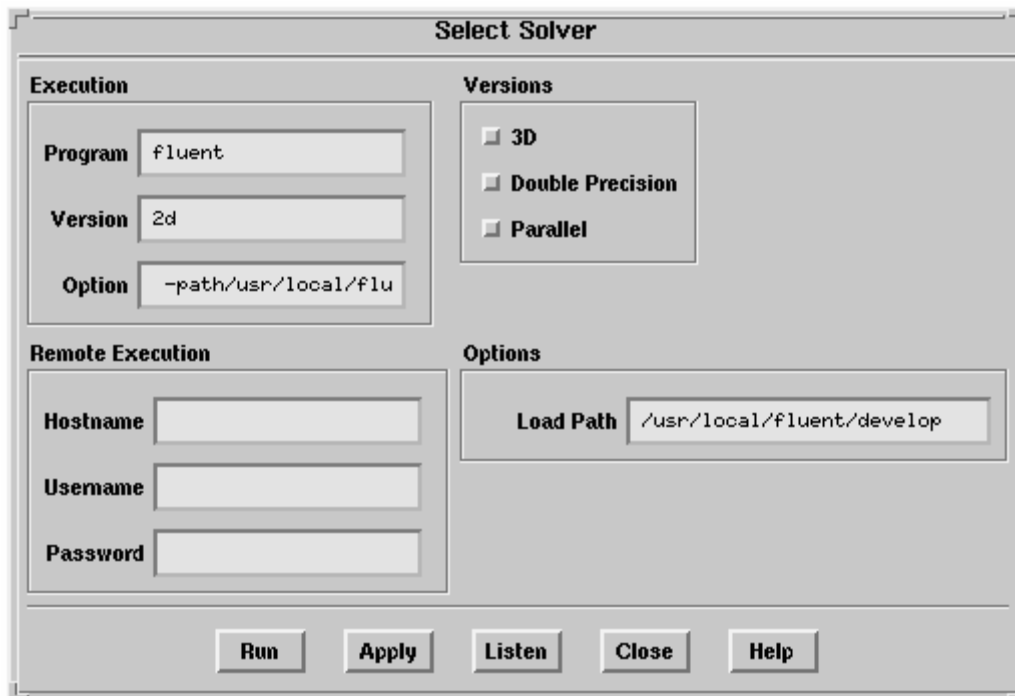 Select Solver
Execution
Program fluent
Version 2d
Option -path/usr/local/flu
Versions
3D
Double Precision
Parallel
Remote Execution
Hostname
Username
Password
Options
Load Path /usr/local/fluent/develop
Run Apply Listen Close Help